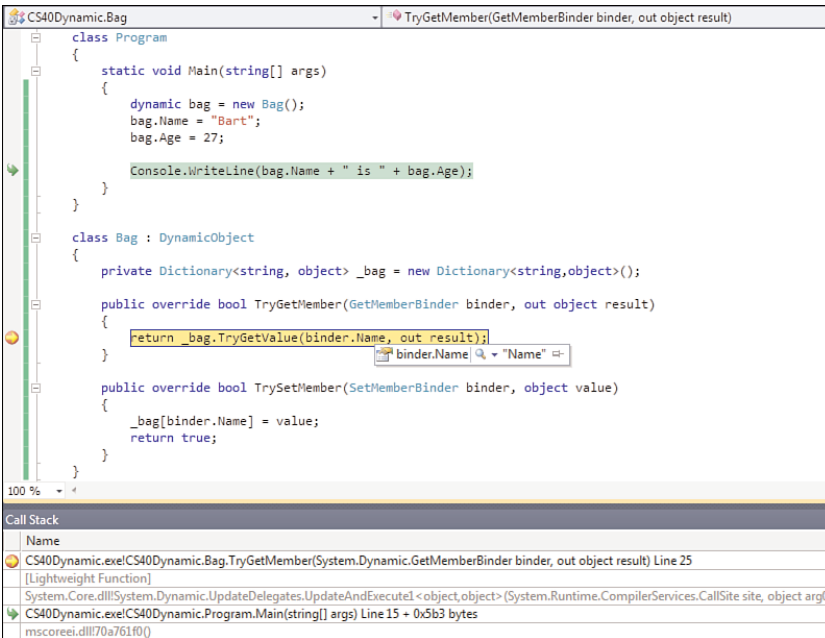 CS40Dynamic.Bag TryGetMember(GetMemberBinder binder, out object result)
class Program
{
static void Main(string[] args)
{
dynamic bag = new Bag();
bag.Name = "Bart";
bag.Age = 27;
Console.WriteLine(bag.Name + " is " + bag.Age);
}
}
class Bag : DynamicObject
{
private Dictionary<string, object> _bag = new Dictionary<string,object>();
public override bool TryGetMember(GetMemberBinder binder, out object result)
{
return _bag.TryGetValue(binder.Name, out result);
binder.Name "Name"
}
public override bool TrySetMember(SetMemberBinder binder, object value)
{
_bag[binder.Name] = value;
return true;
}
}
100 %
Call Stack
Name
CS40Dynamic.exe!CS40Dynamic.Bag.TryGetMember(System.Dynamic.GetMemberBinder binder, out object result) Line 25
[Lightweight Function]
System.Core.dll!System.Dynamic.UpdateDelegates.UpdateAndExecute1<object,object>(System.Runtime.CompilerServices.CallSite site, object arg0
CS40Dynamic.exe!CS40Dynamic.Program.Main(string[] args) Line 15 + 0x5b3 bytes
mscoreei.dll!70a761f0()